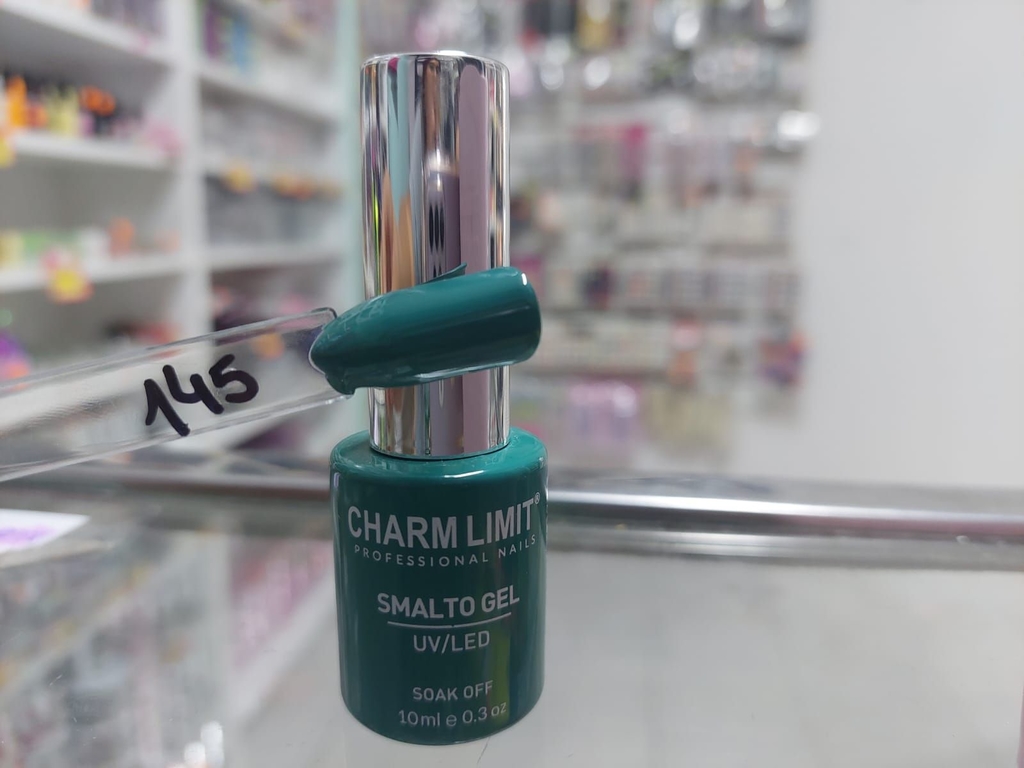 145
CHARM LIMIT®
PROFESSIONAL NAILS
SMALTO GEL
UV/LED
SOAK OFF
10ml e 0.3 oz